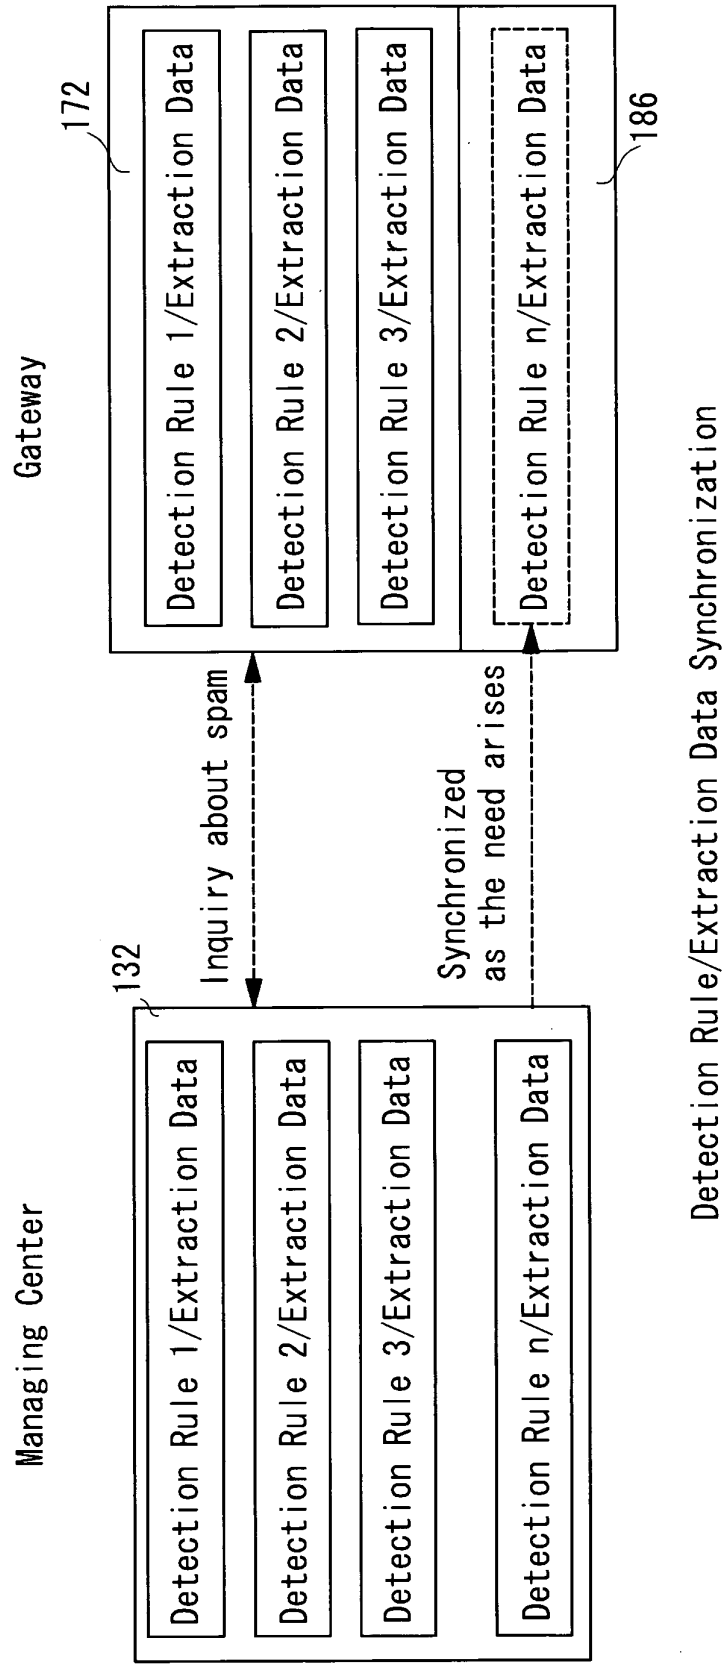 Managing Center
132
Detection Rule 1/Extraction Data
Detection Rule 2/Extraction Data
Detection Rule 3/Extraction Data
Detection Rule n/Extraction Data
Inquiry about spam
Synchronized
as the need arises
Gateway
172
Detection Rule 1/Extraction Data
Detection Rule 2/Extraction Data
Detection Rule 3/Extraction Data
Detection Rule n/Extraction Data
186
Detection Rule/Extraction Data Synchronization